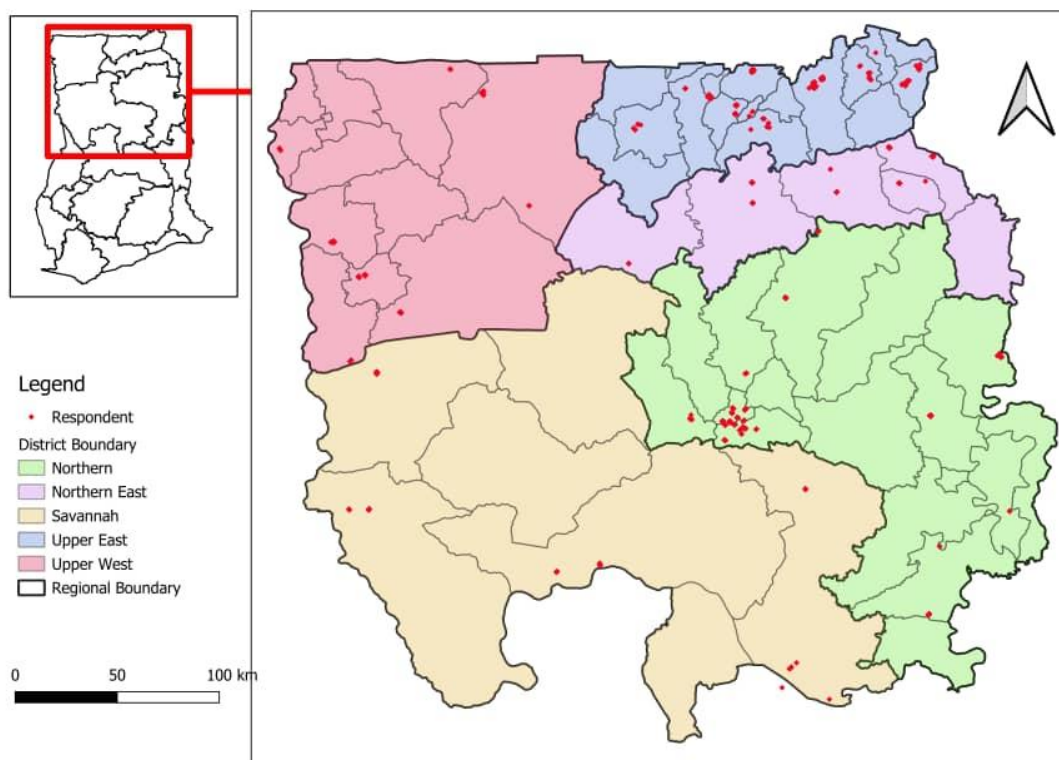 Legend
Respondent
District Boundary
Northern
Northern East
Savannah
Upper East
Upper West
Regional Boundary
0 50 100 km